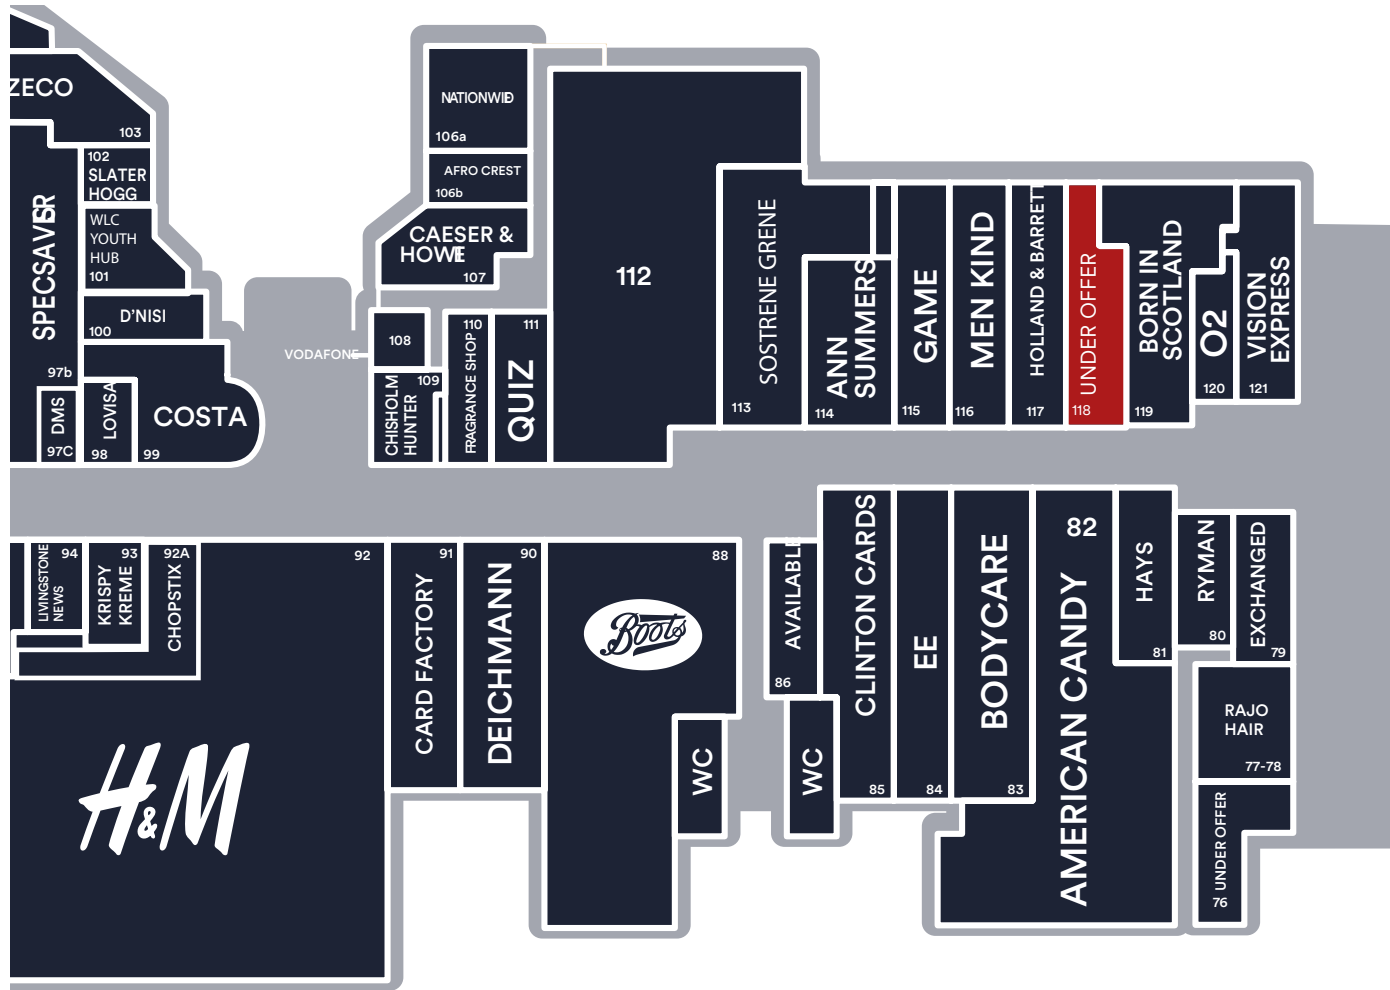 ZECO
103
102
SLATER
HOGG
WLC
YOUTH
HUB
101
D'NISI
100
SPECSAVERS
97b
DMS
97C
LOVISA
98
COSTA
99
NATIONWIDE
106a
AFRO CREST
106b
CAESER &
HOWE
107
VODAFONE
108
109
CHISHOLM
HUNTER
110
FRAGRANCE SHOP
111
QUIZ
112
SOSTRENE GRENE
113
ANN
SUMMERS
114
GAME
115
MEN KIND
116
HOLLAND & BARRETT
117
UNDER OFFER
118
BORN IN
SCOTLAND
119
O2
120
VISION
EXPRESS
121
LIVINGSTONE
NEWS
94
93
KRISPY
KREME
92A
CHOPSTIX
92
H&M
91
CARD FACTORY
90
DEICHMANN
88
Boots
WC
AVAILABLE
86
WC
CLINTON CARDS
85
EE
84
BODYCARE
83
82
AMERICAN CANDY
HAYS
81
RYMAN
80
EXCHANGED
79
RAJO
HAIR
77-78
UNDER OFFER
76